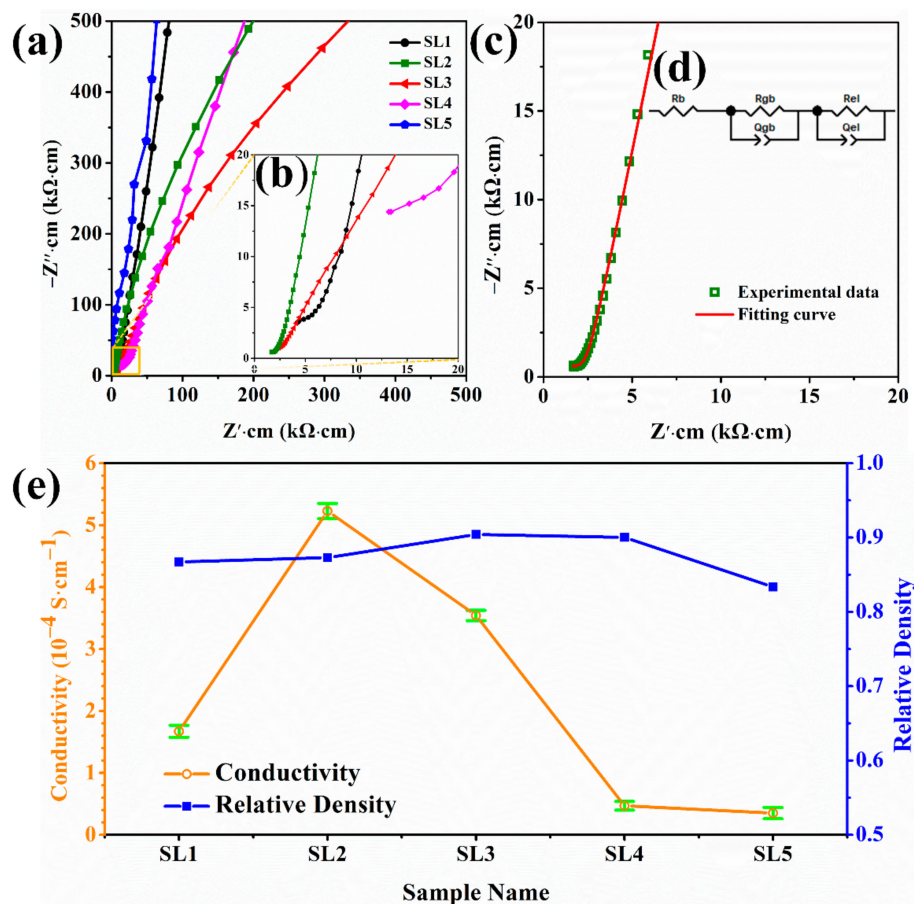 (a)
500
400
300
200
100
0
−Z′′·cm (kΩ·cm)
SL1
SL2
SL3
SL4
SL5
(b)
20
15
10
5
0
0 5 10 15 20
0 100 200 300 400 500
Z′·cm (kΩ·cm)
(c)
20
15
10
5
0
−Z′′·cm (kΩ·cm)
(d)
Rb Rgb Rel
Qgb Qel
Experimental data
Fitting curve
0 5 10 15 20
Z′·cm (kΩ·cm)
(e)
6
5
4
3
2
1
0
Conductivity (10⁻⁴ S·cm⁻¹)
Conductivity
Relative Density
1.0
0.9
0.8
0.7
0.6
0.5
Relative Density
SL1 SL2 SL3 SL4 SL5
Sample Name